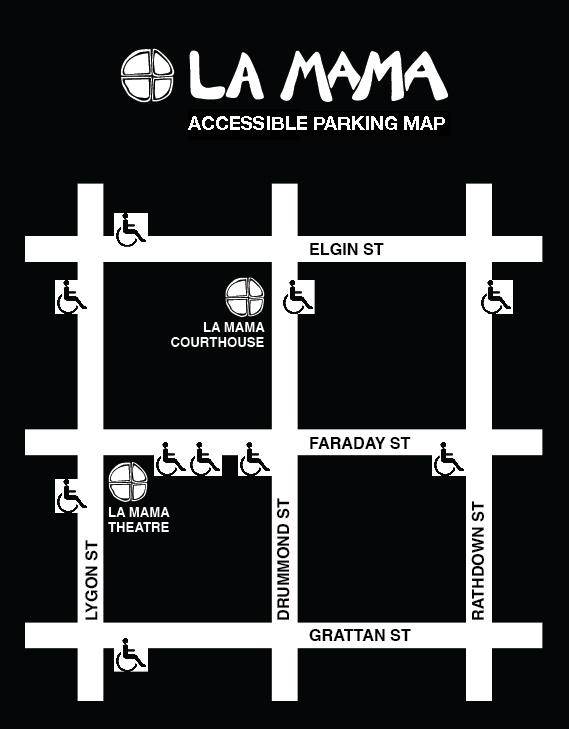 LA MAMA
ACCESSIBLE PARKING MAP
ELGIN ST
LA MAMA
COURTHOUSE
FARADAY ST
LA MAMA
THEATRE
LYGON ST
DRUMMOND ST
RATHDOWN ST
GRATTAN ST